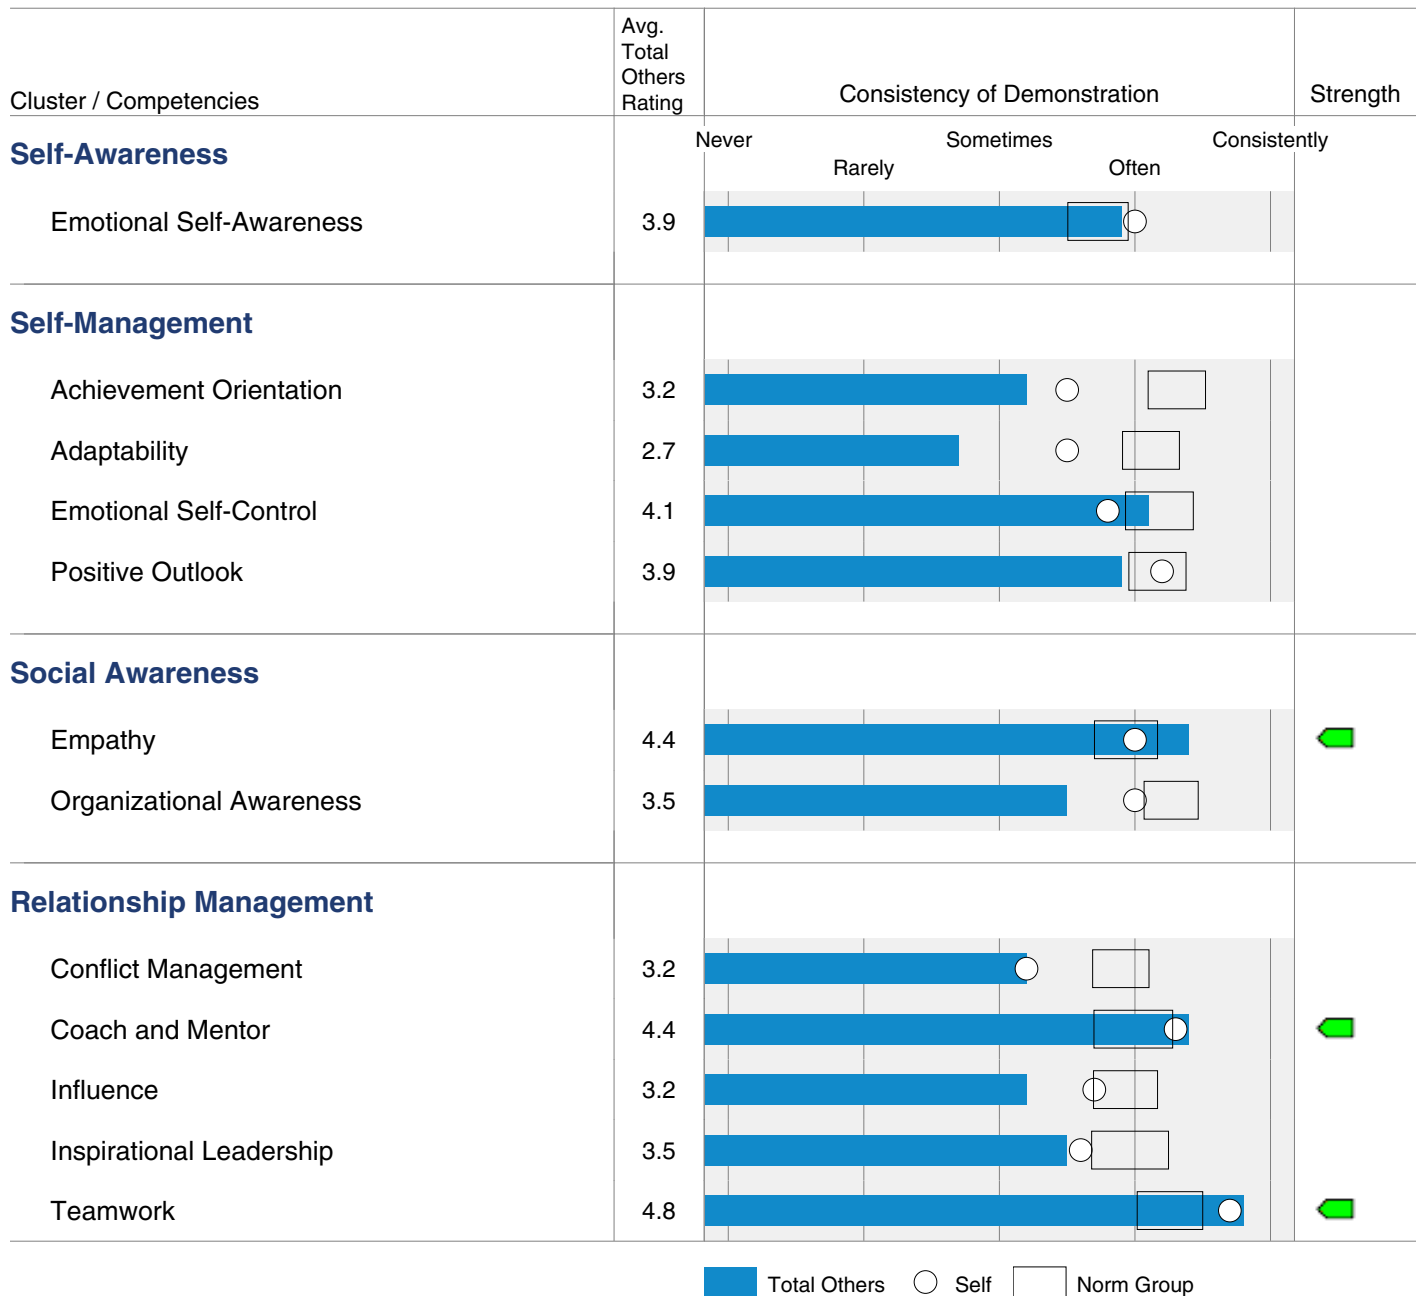 Avg.
Total
Others
Rating
Cluster / Competencies
Consistency of Demonstration
Strength
Self-Awareness
Never
Sometimes
Consistently
Rarely
Often
Emotional Self-Awareness 3.9
Self-Management
Achievement Orientation 3.2
Adaptability 2.7
Emotional Self-Control 4.1
Positive Outlook 3.9
Social Awareness
Empathy 4.4
Organizational Awareness 3.5
Relationship Management
Conflict Management 3.2
Coach and Mentor 4.4
Influence 3.2
Inspirational Leadership 3.5
Teamwork 4.8
Total Others Self Norm Group